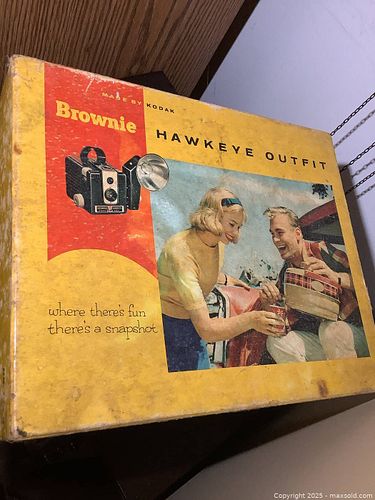 MADE BY KODAK
Brownie
HAWKEYE OUTFIT
where there's fun
there's a snapshot
Copyright 2025 - maxsold.com